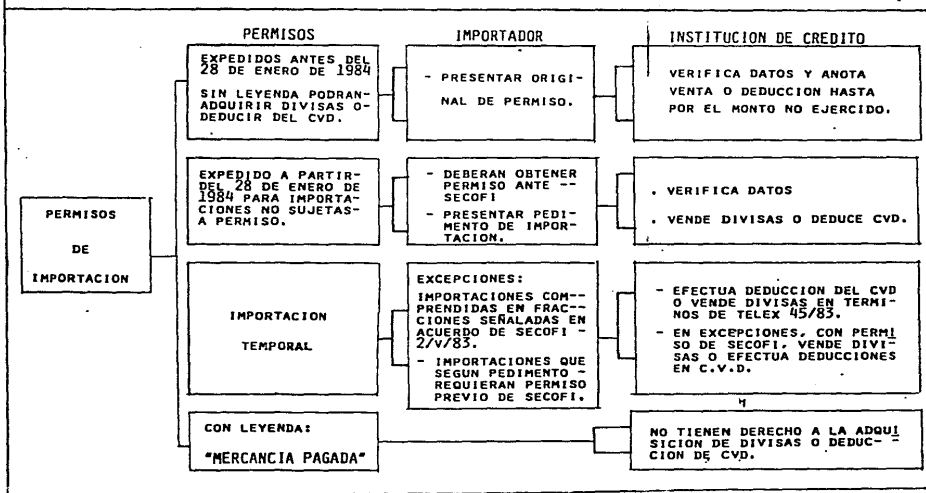 PERMISOS
IMPORTADOR
INSTITUCION DE CREDITO
PERMISOS
DE
IMPORTACION
EXPEDIDOS ANTES DEL
28 DE ENERO DE 1984
SIN LEYENDA PODRAN-
ADQUIRIR DIVISAS O-
DEDUCIR DEL CVD.
- PRESENTAR ORIGI-
NAL DE PERMISO.
VERIFICA DATOS Y ANOTA
VENTA O DEDUCCION HASTA
POR EL MONTO NO EJERCIDO.
EXPEDIDO A PARTIR-
DEL 28 DE ENERO DE
1984 PARA IMPORTA-
CIONES NO SUJETAS-
A PERMISO.
- DEBERAN OBTENER
PERMISO ANTE --
SECOFI
- PRESENTAR PEDI-
MENTO DE IMPOR-
TACION.
. VERIFICA DATOS
. VENDE DIVISAS O DEDUCE CVD.
IMPORTACION
TEMPORAL
EXCEPCIONES:
IMPORTACIONES COM--
PRENDIDAS EN FRAC--
CIONES SEÑALADAS EN
ACUERDO DE SECOFI -
2/V/83.
- IMPORTACIONES QUE
SEGUN PEDIMENTO -
REQUIERAN PERMISO
PREVIO DE SECOFI.
- EFECTUA DEDUCCION DEL CVD
O VENDE DIVISAS EN TERMI-
NOS DE TELEX 45/83.
- EN EXCEPCIONES, CON PERMI
SO DE SECOFI, VENDE DIVI-
SAS O EFECTUA DEDUCCIONES
EN C.V.D.
CON LEYENDA:
"MERCANCIA PAGADA"
NO TIENEN DERECHO A LA ADQUI
SICION DE DIVISAS O DEDUC-
CION DE CVD.